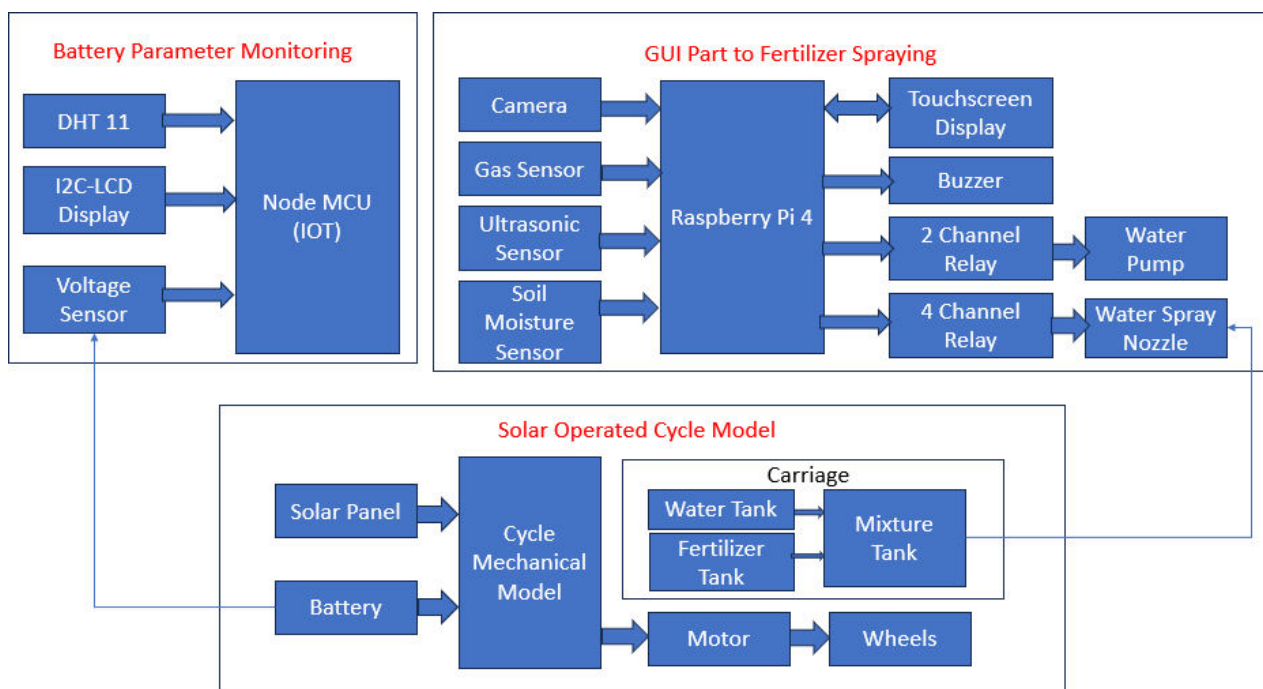 Battery Parameter Monitoring
DHT 11
I2C-LCD
Display
Voltage
Sensor
Node MCU
(IOT)
GUI Part to Fertilizer Spraying
Camera
Gas Sensor
Ultrasonic
Sensor
Soil
Moisture
Sensor
Raspberry Pi 4
Touchscreen
Display
Buzzer
2 Channel
Relay
Water
Pump
4 Channel
Relay
Water Spray
Nozzle
Solar Operated Cycle Model
Solar Panel
Battery
Cycle
Mechanical
Model
Carriage
Water Tank
Fertilizer
Tank
Mixture
Tank
Motor
Wheels